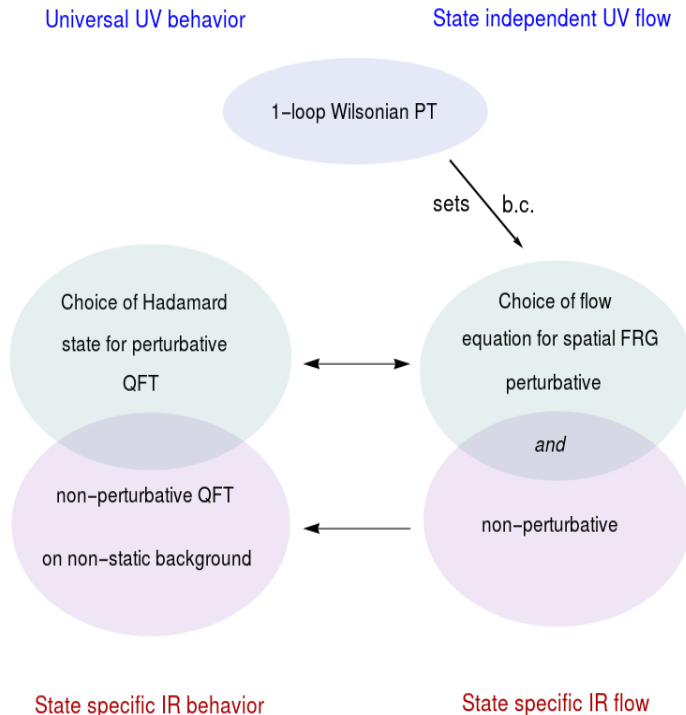 Universal UV behavior
State independent UV flow
1−loop Wilsonian PT
sets b.c.
Choice of Hadamard
state for perturbative
QFT
Choice of flow
equation for spatial FRG
perturbative
and
non−perturbative QFT
on non−static background
non−perturbative
State specific IR behavior
State specific IR flow